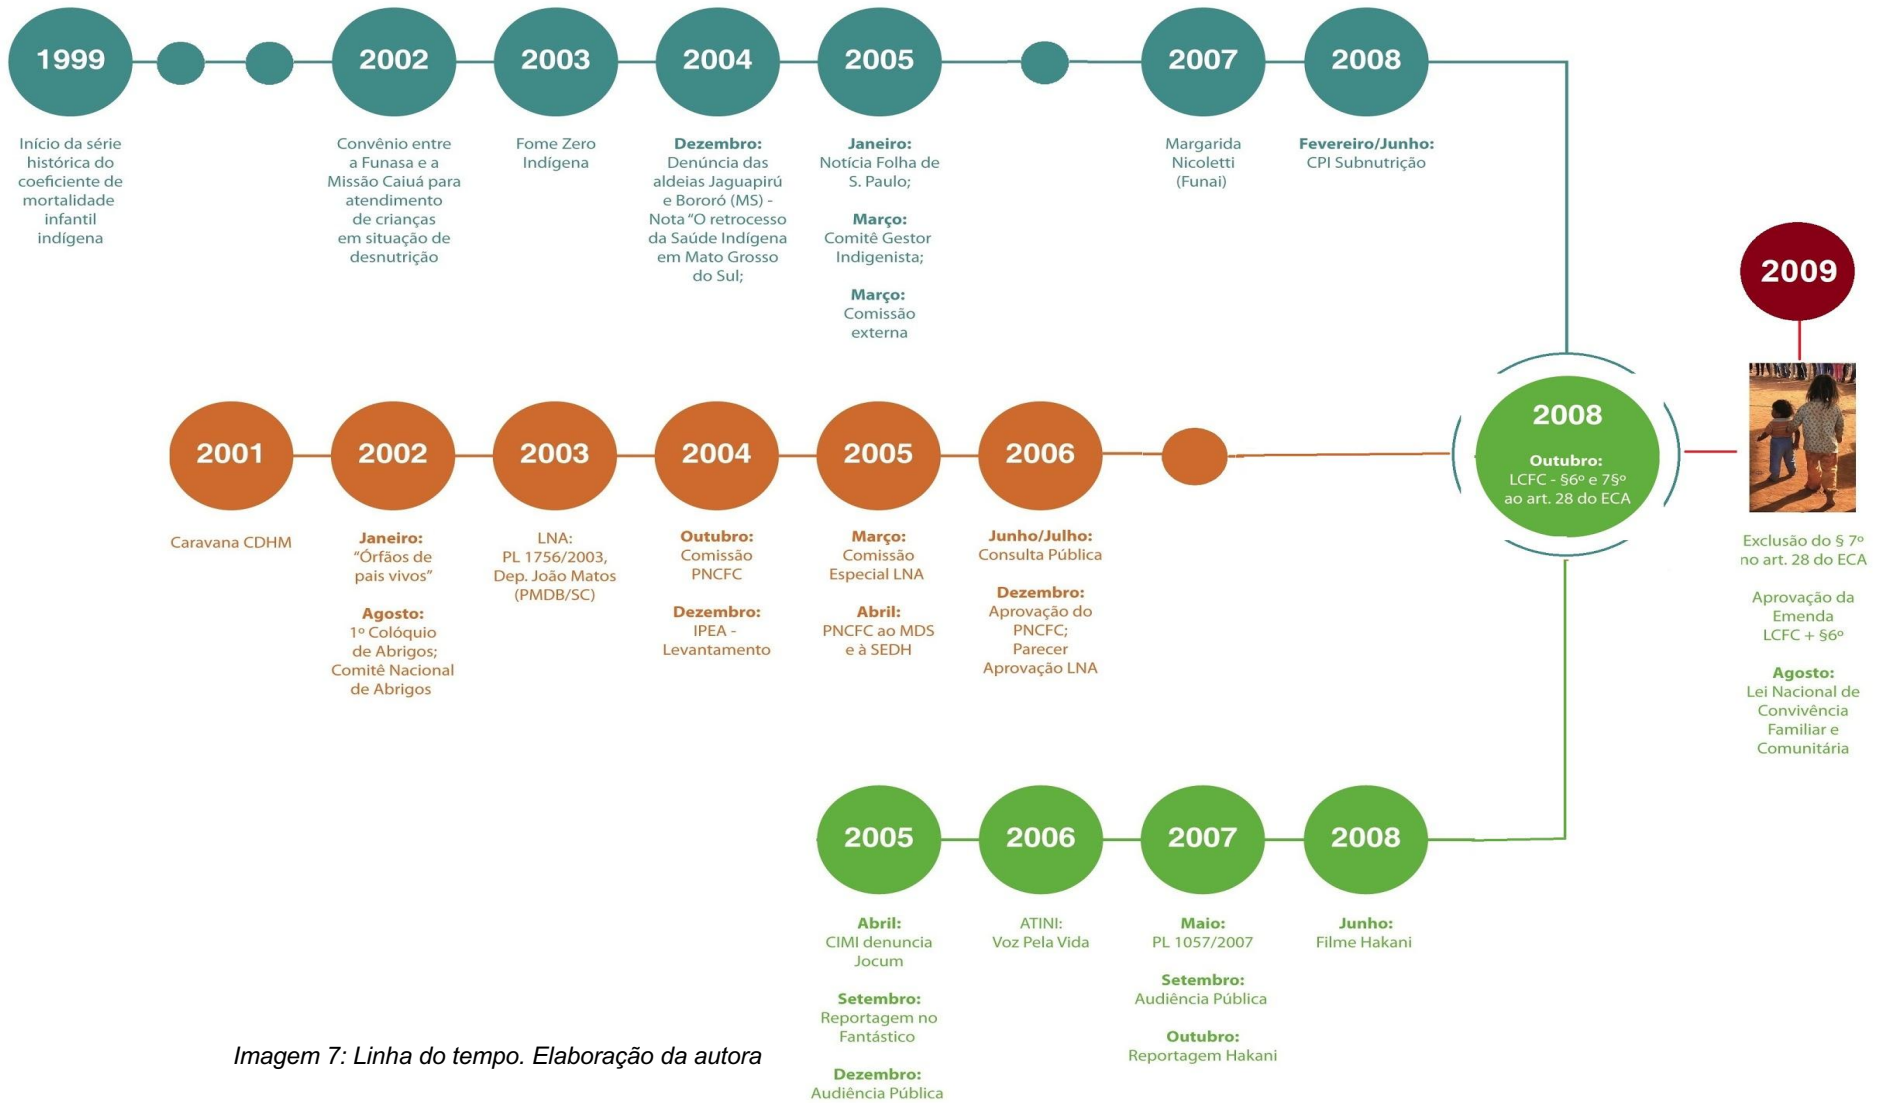 1999
Início da série
histórica do
coeficiente de
mortalidade
infantil
indígena
2002
Convênio entre
a Funasa e a
Missão Caiuá para
atendimento
de crianças
em situação de
desnutrição
2003
Fome Zero
Indígena
2004
Dezembro:
Denúncia das
aldeias Jaguapirú
e Bororó (MS) -
Nota “O retrocesso
da Saúde Indígena
em Mato Grosso
do Sul;
2005
Janeiro:
Notícia Folha de
S. Paulo;
Março:
Comitê Gestor
Indigenista;
Março:
Comissão
externa
2007
Margarida
Nicoletti
(Funai)
2008
Fevereiro/Junho:
CPI Subnutrição
2001
Caravana CDHM
2002
Janeiro:
“Órfãos de
pais vivos”
Agosto:
1º Colóquio
de Abrigos;
Comitê Nacional
de Abrigos
2003
LNA:
PL 1756/2003,
Dep. João Matos
(PMDB/SC)
2004
Outubro:
Comissão
PNCFC
Dezembro:
IPEA -
Levantamento
2005
Março:
Comissão
Especial LNA
Abril:
PNCFC ao MDS
e à SEDH
2006
Junho/Julho:
Consulta Pública
Dezembro:
Aprovação do
PNCFC;
Parecer
Aprovação LNA
2005
Abril:
CIMI denuncia
Jocum
Setembro:
Reportagem no
Fantástico
Dezembro:
Audiência Pública
2006
ATINI:
Voz Pela Vida
2007
Maio:
PL 1057/2007
Setembro:
Audiência Pública
Outubro:
Reportagem Hakani
2008
Junho:
Filme Hakani
2008
Outubro:
LCFC - §6º e 7§º
ao art. 28 do ECA
2009
Exclusão do § 7º
no art. 28 do ECA
Aprovação da
Emenda
LCFC + §6º
Agosto:
Lei Nacional de
Convivência
Familiar e
Comunitária
Imagem 7: Linha do tempo. Elaboração da autora